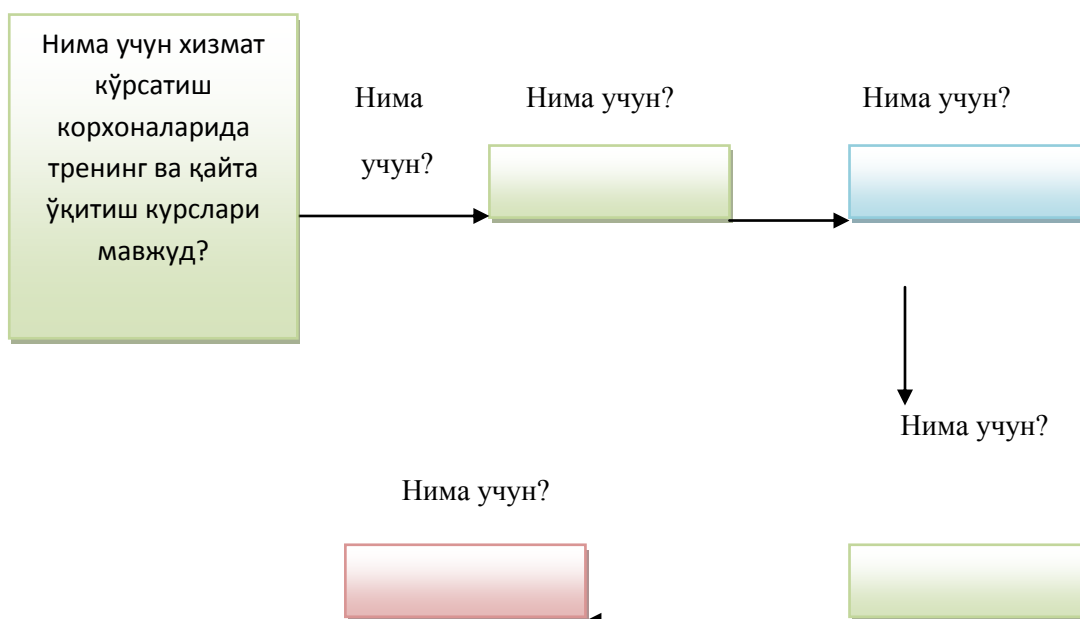 Нима учун хизмат
кўрсатиш
корхоналарида
тренинг ва қайта
ўқитиш курслари
мавжуд?
Нима
учун?
Нима учун?
Нима учун?
Нима учун?
Нима учун?